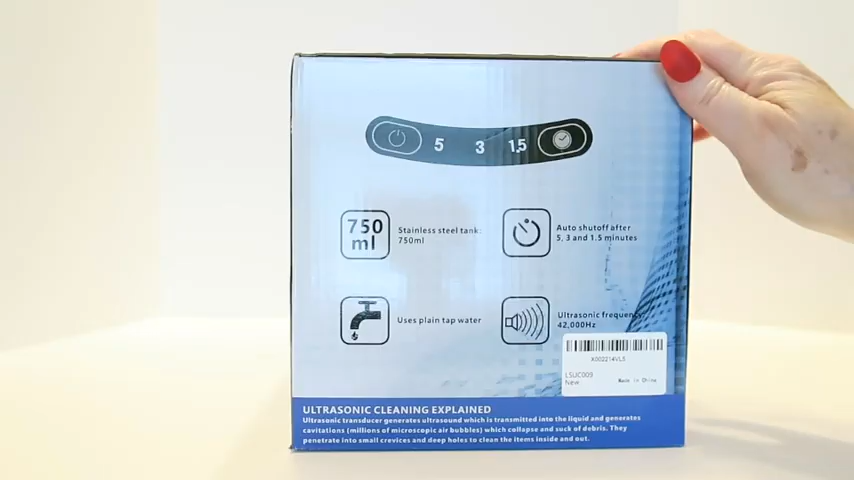 5 3 1.5
750 ml
Stainless steel tank:
750ml
Auto shutoff after
5, 3 and 1.5 minutes
Uses plain tap water
Ultrasonic frequency
42,000Hz
X002214VL5
LSUC009
New
Made in China
ULTRASONIC CLEANING EXPLAINED
Ultrasonic transducer generates ultrasound which is transmitted into the liquid and generates
cavitations (millions of microscopic air bubbles) which collapse and suck of debris. They
penetrate into small crevices and deep holes to clean the items inside and out.